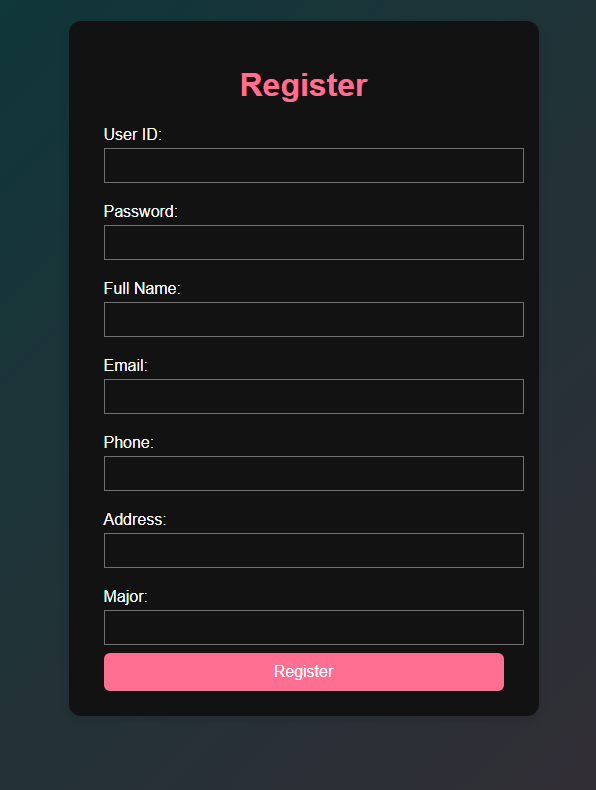 Register
User ID:
Password:
Full Name:
Email:
Phone:
Address:
Major:
Register